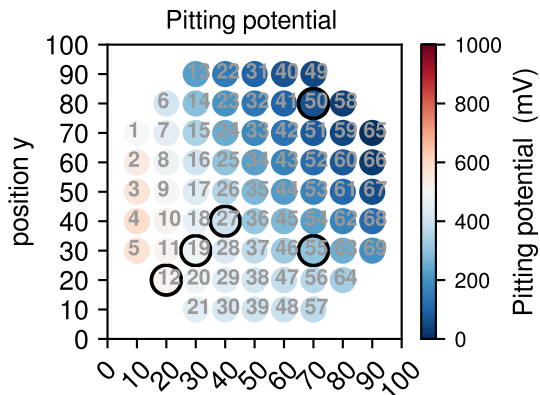 Pitting potential
100
90
80
70
60
50
40
30
20
10
0
position y
13 22 31 40 49
6 14 23 32 41 50 58
1 7 15 24 33 42 51 59 65
2 8 16 25 34 43 52 60 66
3 9 17 26 35 44 53 61 67
4 10 18 27 36 45 54 62 68
5 11 19 28 37 46 55 63 69
12 20 29 38 47 56 64
21 30 39 48 57
0 10 20 30 40 50 60 70 80 90 100
1000
800
600
400
200
0
Pitting potential (mV)